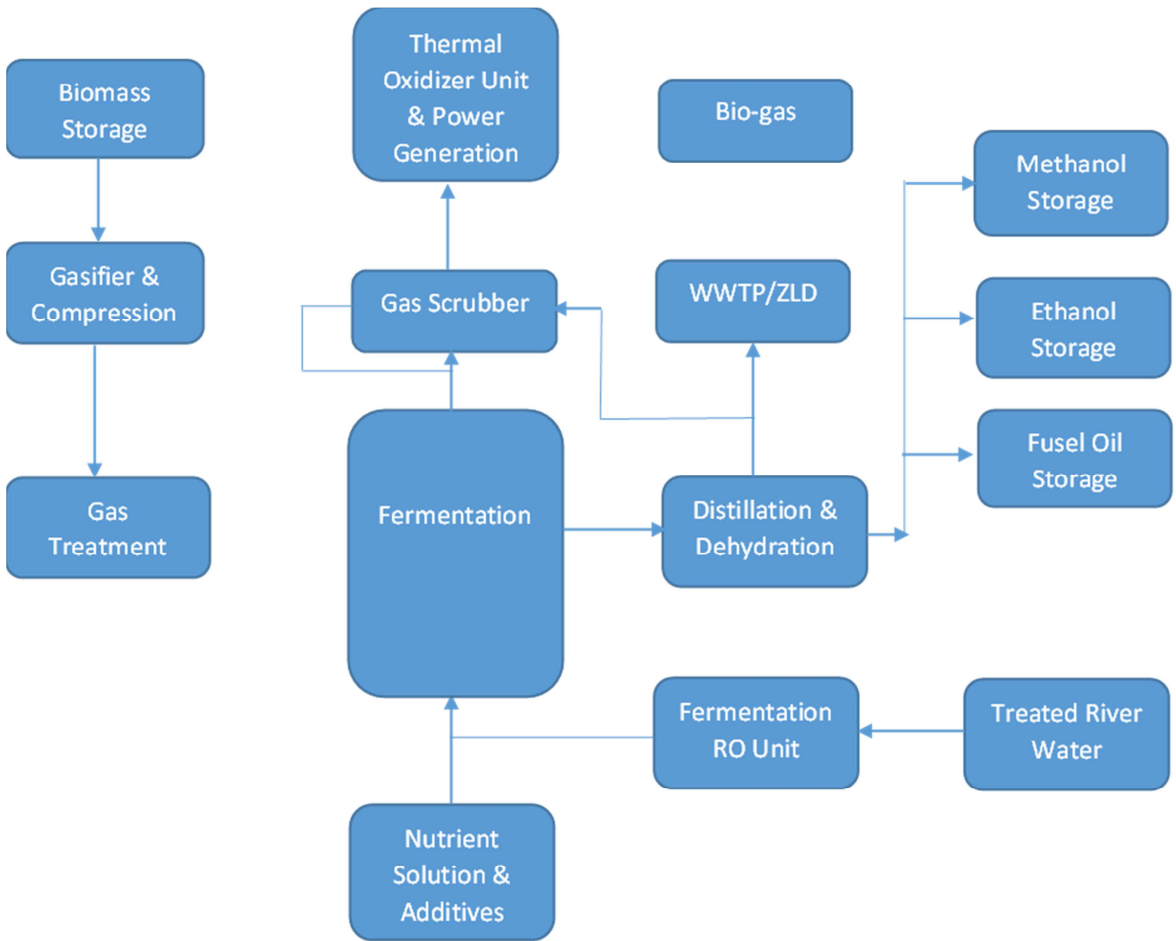 Biomass
Storage
Gasifier &
Compression
Gas
Treatment
Thermal
Oxidizer Unit
& Power
Generation
Gas Scrubber
Fermentation
Nutrient
Solution &
Additives
Bio-gas
WWTP/ZLD
Distillation &
Dehydration
Fermentation
RO Unit
Methanol
Storage
Ethanol
Storage
Fusel Oil
Storage
Treated River
Water